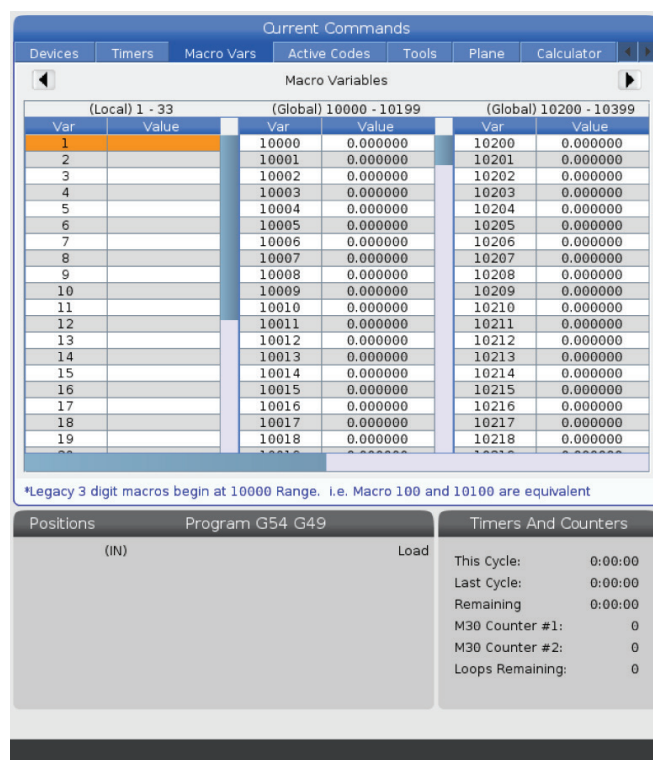 Current Commands
Devices Timers Macro Vars Active Codes Tools Plane Calculator
Macro Variables
(Local) 1 - 33 (Global) 10000 - 10199 (Global) 10200 - 10399
Var Value Var Value Var Value
1 10000 0.000000 10200 0.000000
2 10001 0.000000 10201 0.000000
3 10002 0.000000 10202 0.000000
4 10003 0.000000 10203 0.000000
5 10004 0.000000 10204 0.000000
6 10005 0.000000 10205 0.000000
7 10006 0.000000 10206 0.000000
8 10007 0.000000 10207 0.000000
9 10008 0.000000 10208 0.000000
10 10009 0.000000 10209 0.000000
11 10010 0.000000 10210 0.000000
12 10011 0.000000 10211 0.000000
13 10012 0.000000 10212 0.000000
14 10013 0.000000 10213 0.000000
15 10014 0.000000 10214 0.000000
16 10015 0.000000 10215 0.000000
17 10016 0.000000 10216 0.000000
18 10017 0.000000 10217 0.000000
19 10018 0.000000 10218 0.000000
*Legacy 3 digit macros begin at 10000 Range. i.e. Macro 100 and 10100 are equivalent
Positions Program G54 G49
(IN) Load
Timers And Counters
This Cycle: 0:00:00
Last Cycle: 0:00:00
Remaining 0:00:00
M30 Counter #1: 0
M30 Counter #2: 0
Loops Remaining: 0